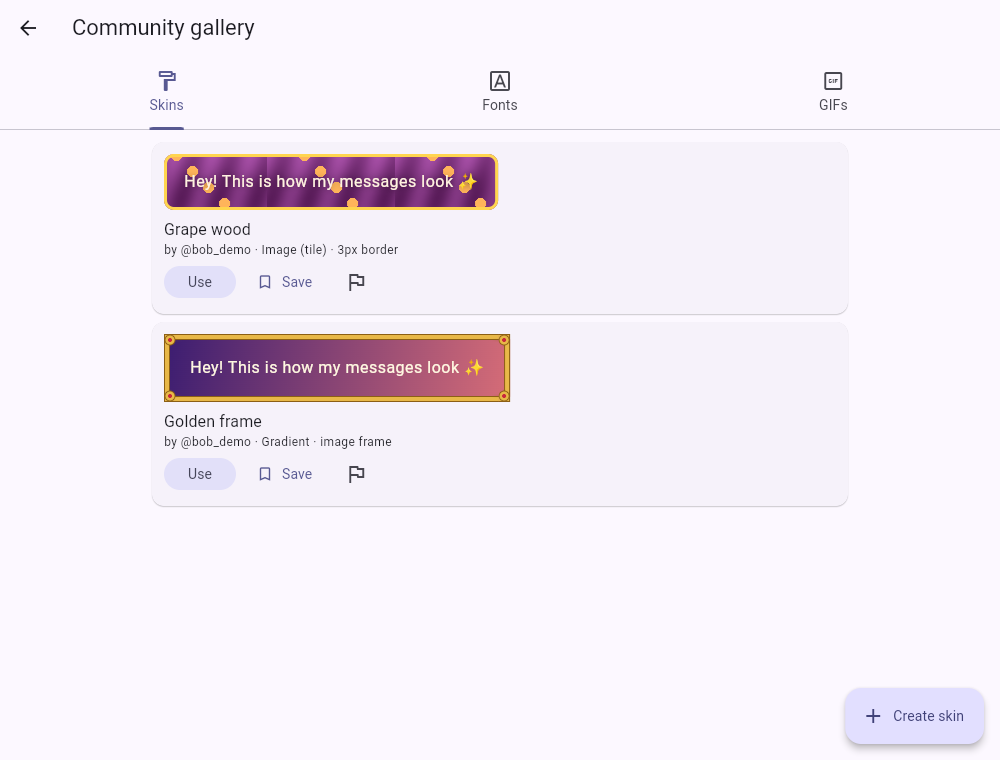 Community gallery
Skins
Fonts
GIF
GIFs
Hey! This is how my messages look ✨
Grape wood
by @bob_demo · Image (tile) · 3px border
Use
Save
Hey! This is how my messages look ✨
Golden frame
by @bob_demo · Gradient · image frame
Use
Save
Create skin